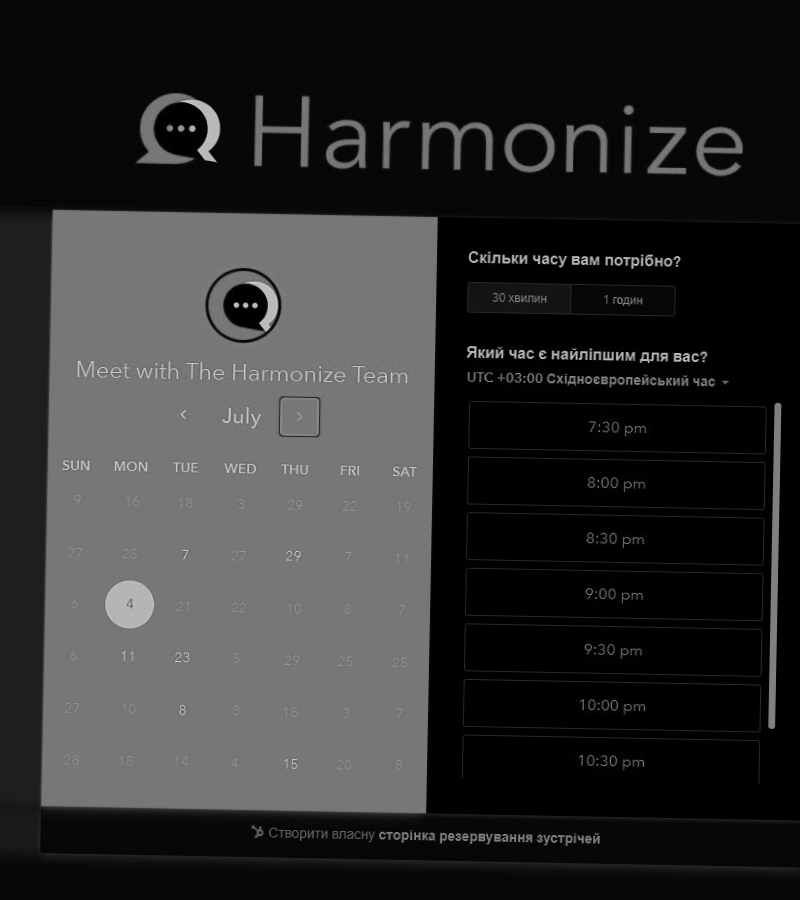 Harmonize
Meet with The Harmonize Team
July
SUN MON TUE WED THU FRI SAT
9 16 18 3 29 22 19
27 25 7 27 29 7 11
6 4 21 22 10 8 7
6 11 23 5 29 25 25
27 10 8 8 18 3 7
28 18 14 4 15 20 8
Скільки часу вам потрібно?
30 хвилин 1 годин
Який час є найліпшим для вас?
UTC +03:00 Східноєвропейський час
7:30 pm
8:00 pm
8:30 pm
9:00 pm
9:30 pm
10:00 pm
10:30 pm
Створити власну сторінка резервування зустрічей